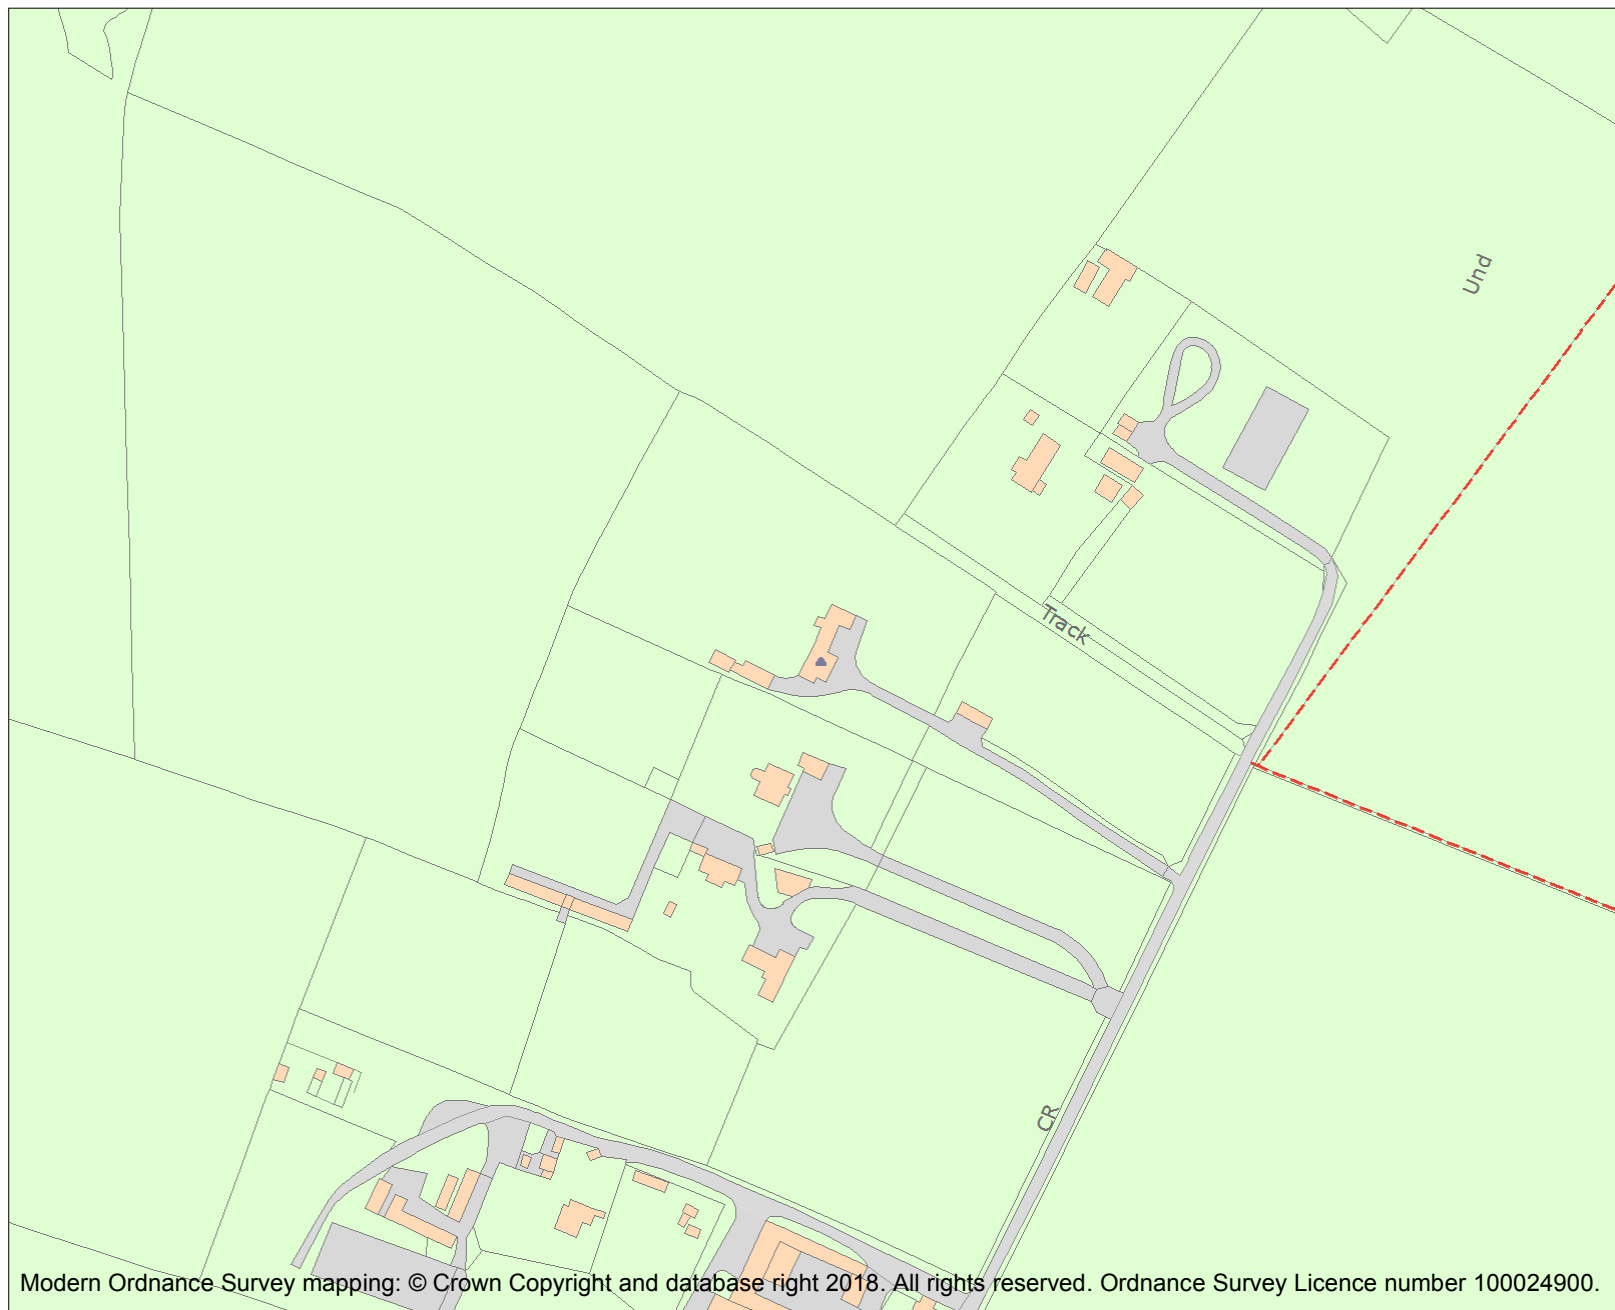 Und
Track
CR
Modern Ordnance Survey mapping: © Crown Copyright and database right 2018. All rights reserved. Ordnance Survey Licence number 100024900.